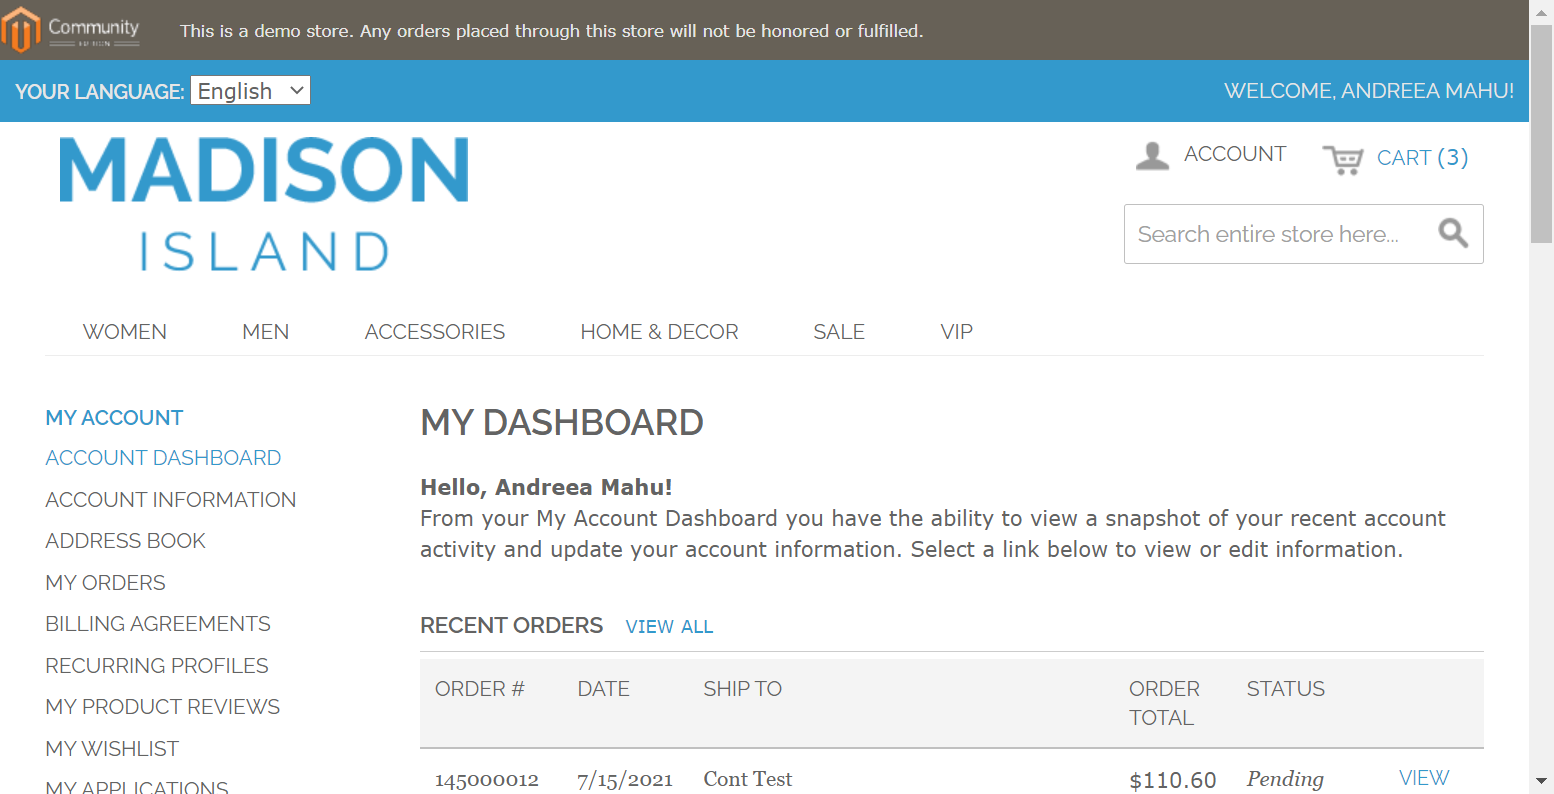 Community
EDITION
This is a demo store. Any orders placed through this store will not be honored or fulfilled.
YOUR LANGUAGE: English
WELCOME, ANDREEA MAHU!
MADISON
ISLAND
ACCOUNT
CART (3)
Search entire store here...
WOMEN MEN ACCESSORIES HOME & DECOR SALE VIP
MY ACCOUNT
ACCOUNT DASHBOARD
ACCOUNT INFORMATION
ADDRESS BOOK
MY ORDERS
BILLING AGREEMENTS
RECURRING PROFILES
MY PRODUCT REVIEWS
MY WISHLIST
MY APPLICATIONS
MY DASHBOARD
Hello, Andreea Mahu!
From your My Account Dashboard you have the ability to view a snapshot of your recent account
activity and update your account information. Select a link below to view or edit information.
RECENT ORDERS VIEW ALL
ORDER # DATE SHIP TO ORDER TOTAL STATUS
145000012 7/15/2021 Cont Test $110.60 Pending VIEW